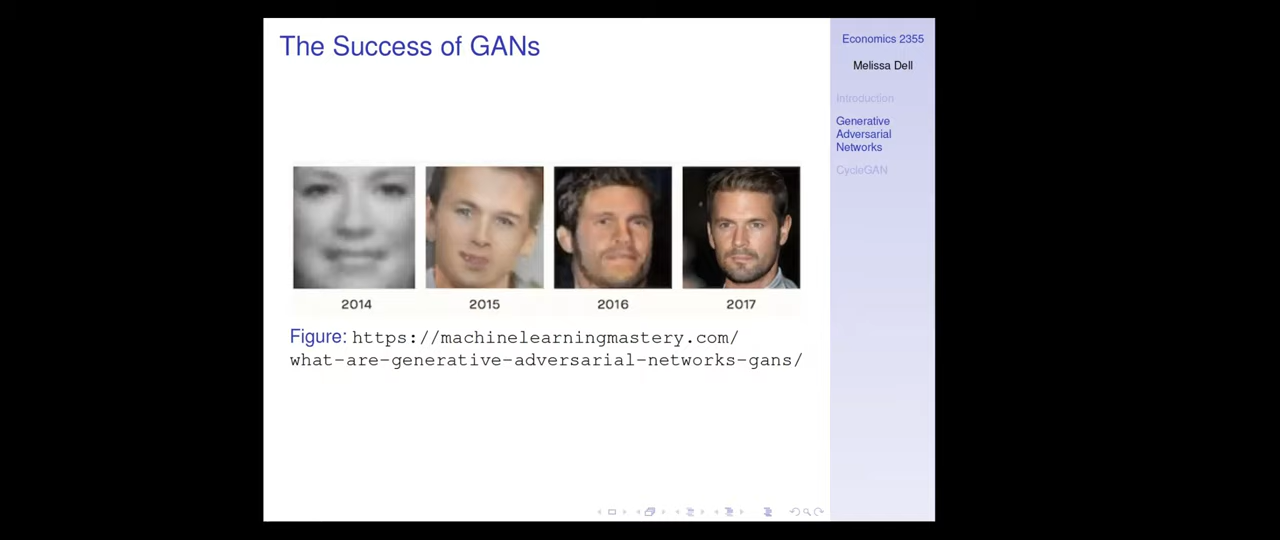 The Success of GANs
2014 2015 2016 2017
Figure: https://machinelearningmastery.com/
what-are-generative-adversarial-networks-gans/
Economics 2355
Melissa Dell
Introduction
Generative
Adversarial
Networks
CycleGAN